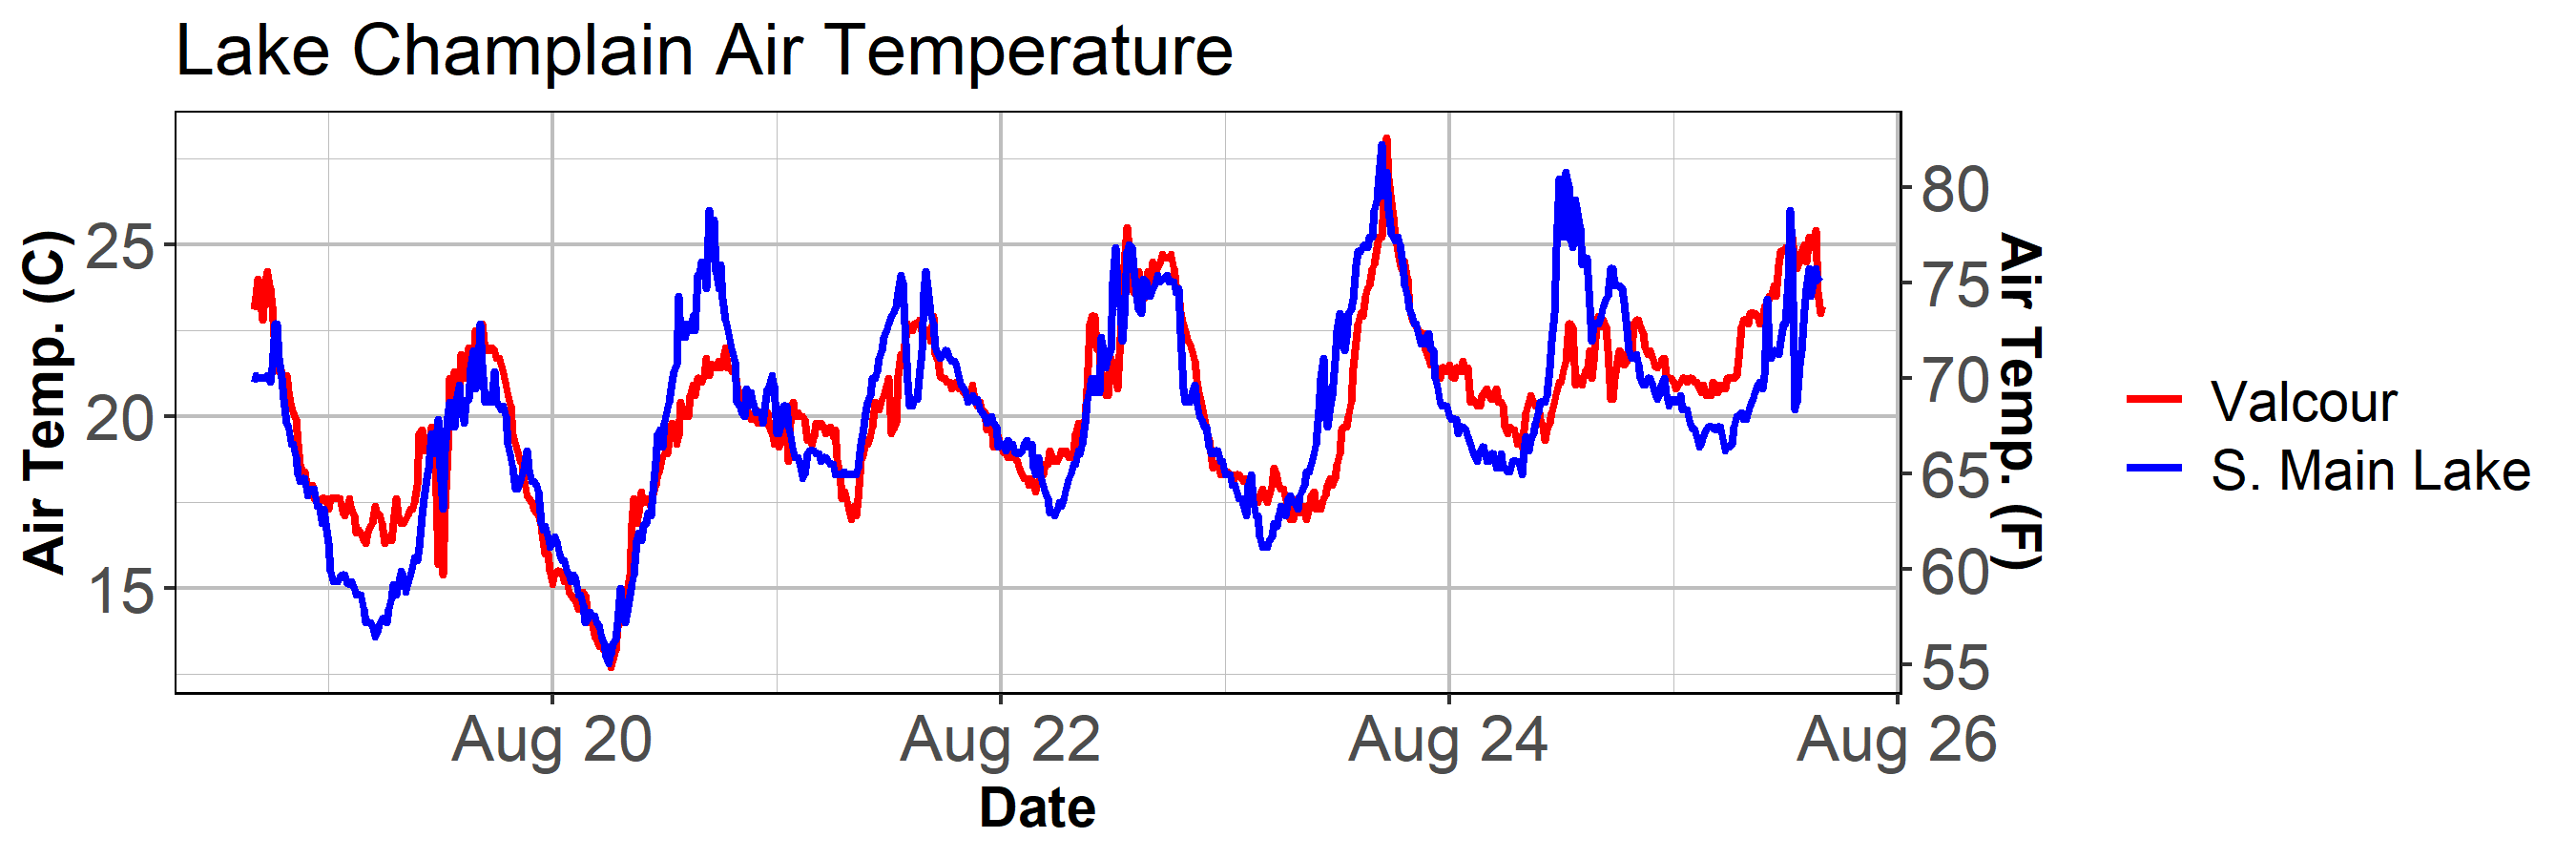 Lake Champlain Air Temperature
Air Temp. (C)
25
20
15
80
75
70
65
60
55
Air Temp. (F)
Aug 20
Aug 22
Aug 24
Aug 26
Date
Valcour
S. Main Lake